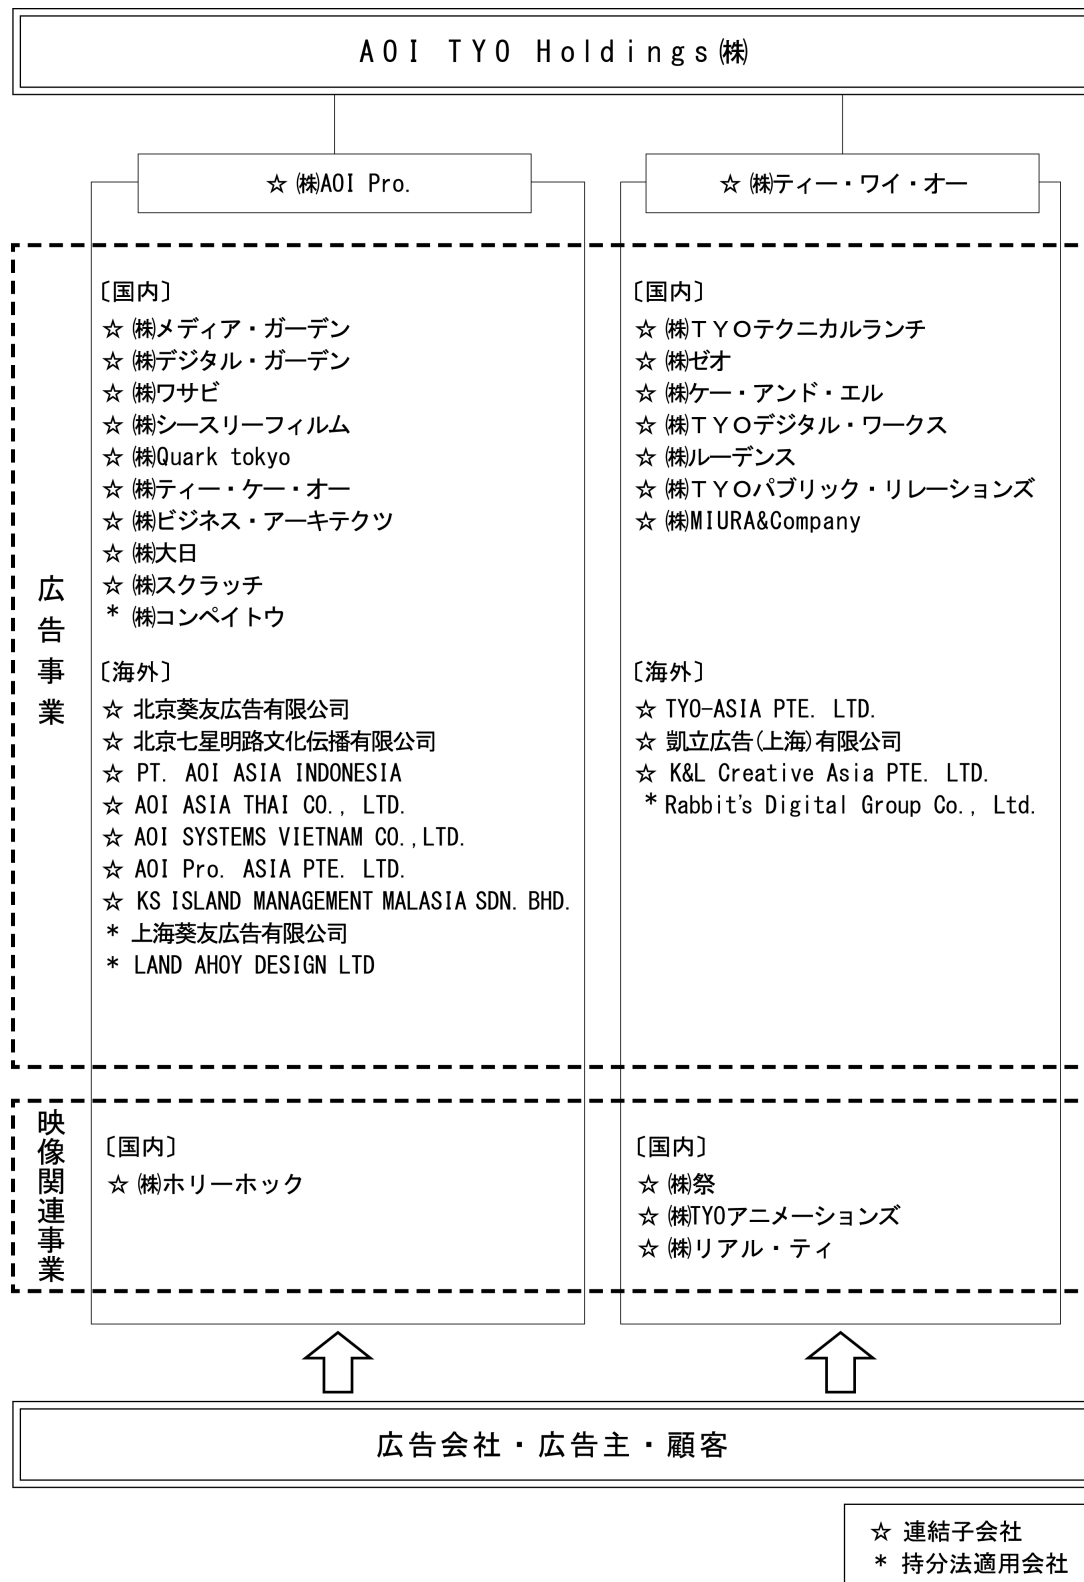 AOI TYO Holdings㈱
☆ ㈱AOI Pro.
☆ ㈱ティー・ワイ・オー
広告事業
〔国内〕
☆ ㈱メディア・ガーデン
☆ ㈱デジタル・ガーデン
☆ ㈱ワサビ
☆ ㈱シースリーフィルム
☆ ㈱Quark tokyo
☆ ㈱ティー・ケー・オー
☆ ㈱ビジネス・アーキテクツ
☆ ㈱大日
☆ ㈱スクラッチ
* ㈱コンペイトウ
〔海外〕
☆ 北京葵友広告有限公司
☆ 北京七星明路文化伝播有限公司
☆ PT. AOI ASIA INDONESIA
☆ AOI ASIA THAI CO., LTD.
☆ AOI SYSTEMS VIETNAM CO.,LTD.
☆ AOI Pro. ASIA PTE. LTD.
☆ KS ISLAND MANAGEMENT MALASIA SDN. BHD.
* 上海葵友広告有限公司
* LAND AHOY DESIGN LTD
〔国内〕
☆ ㈱ＴＹＯテクニカルランチ
☆ ㈱ゼオ
☆ ㈱ケー・アンド・エル
☆ ㈱ＴＹＯデジタル・ワークス
☆ ㈱ルーデンス
☆ ㈱ＴＹＯパブリック・リレーションズ
☆ ㈱MIURA&Company
〔海外〕
☆ TYO-ASIA PTE. LTD.
☆ 凱立広告(上海)有限公司
☆ K&L Creative Asia PTE. LTD.
* Rabbit's Digital Group Co., Ltd.
映像関連事業
〔国内〕
☆ ㈱ホリーホック
〔国内〕
☆ ㈱祭
☆ ㈱TYOアニメーションズ
☆ ㈱リアル・ティ
広告会社・広告主・顧客
☆ 連結子会社
* 持分法適用会社